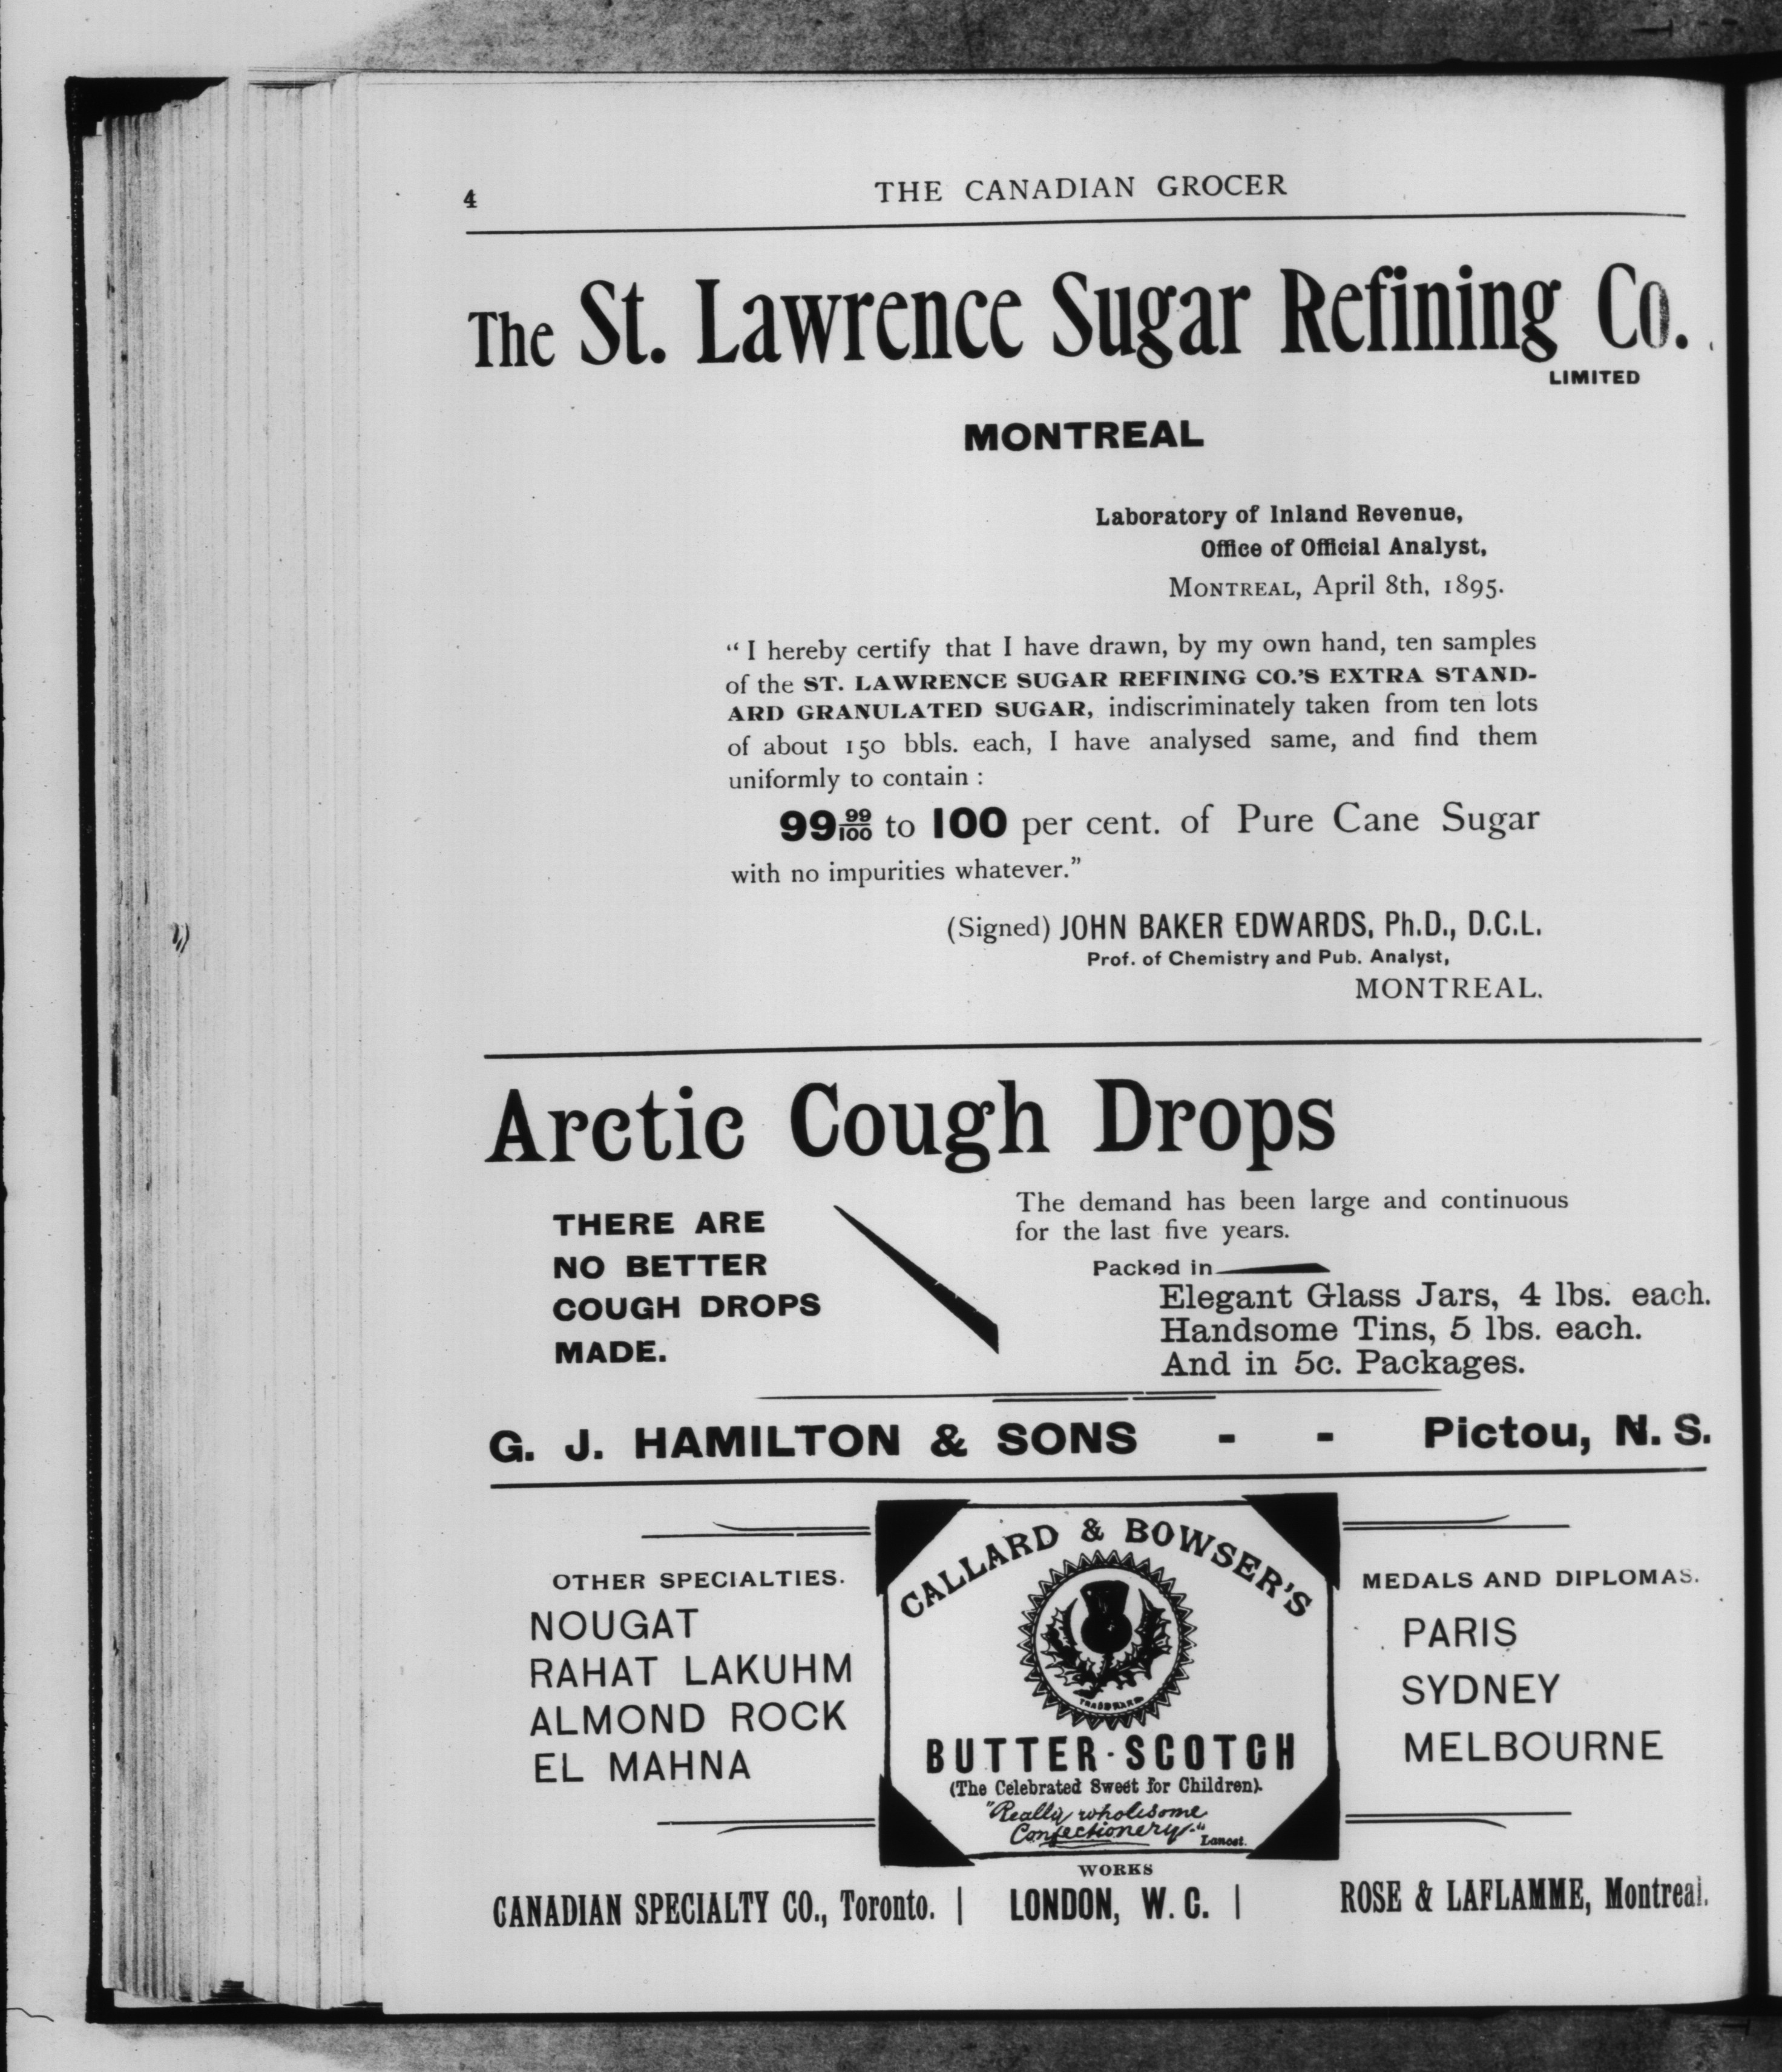 4
THE CANADIAN GROCER
The St. Lawrence Sugar Refining Co.
LIMITED
MONTREAL
Laboratory of Inland Revenue,
Office of Official Analyst,
MONTREAL, April 8th, 1895.
“ I hereby certify that I have drawn, by my own hand, ten samples
of the ST. LAWRENCE SUGAR REFINING CO.'S EXTRA STAND-
ARD GRANULATED SUGAR, indiscriminately taken from ten lots
of about 150 bbls. each, I have analysed same, and find them
uniformly to contain :
99 99/100 to 100 per cent. of Pure Cane Sugar
with no impurities whatever.”
(Signed) JOHN BAKER EDWARDS, Ph.D., D.C.L.
Prof. of Chemistry and Pub. Analyst,
MONTREAL.
Arctic Cough Drops
THERE ARE
NO BETTER
COUGH DROPS
MADE.
The demand has been large and continuous
for the last five years.
Packed in
Elegant Glass Jars, 4 lbs. each.
Handsome Tins, 5 lbs. each.
And in 5c. Packages.
G. J. HAMILTON & SONS - - Pictou, N. S.
OTHER SPECIALTIES.
NOUGAT
RAHAT LAKUHM
ALMOND ROCK
EL MAHNA
CALLARD & BOWSER'S
TRADE MARK
BUTTER-SCOTCH
(The Celebrated Sweet for Children).
"Really wholesome
Confectionery."
Lancet.
MEDALS AND DIPLOMAS.
PARIS
SYDNEY
MELBOURNE
WORKS
CANADIAN SPECIALTY CO., Toronto. | LONDON, W. C. | ROSE & LAFLAMME, Montreal.